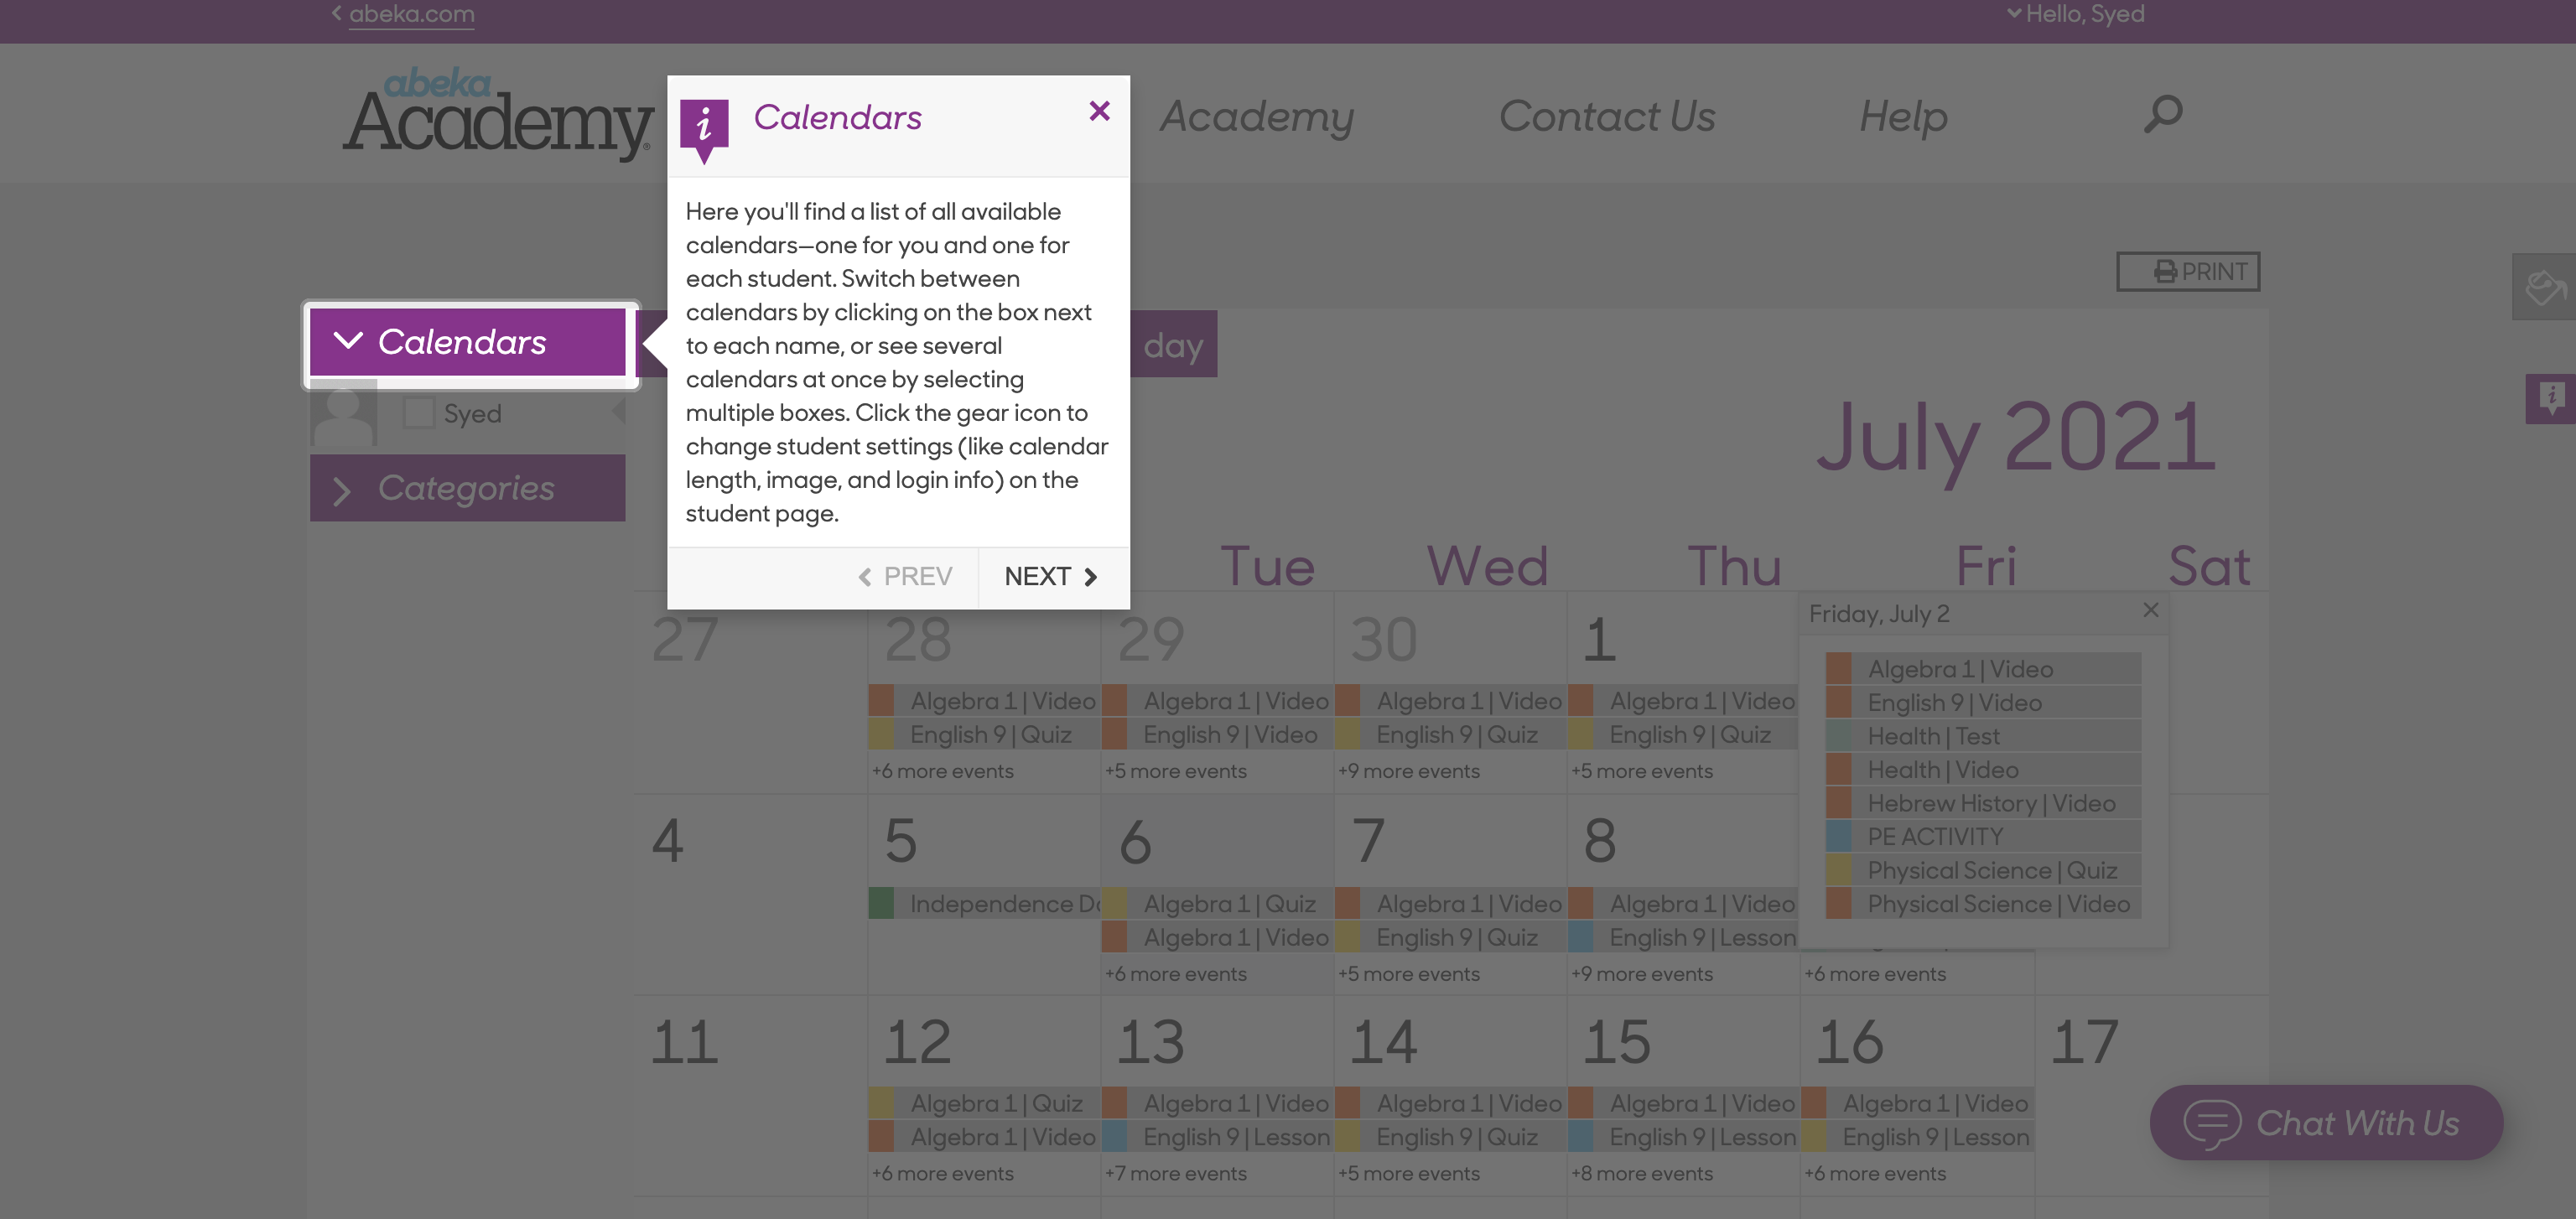 abeka.com
Hello, Syed
abeka
Academy
Calendars
Academy
Contact Us
Help
Here you'll find a list of all available
calendars—one for you and one for
each student. Switch between
calendars by clicking on the box next
to each name, or see several
calendars at once by selecting
multiple boxes. Click the gear icon to
change student settings (like calendar
length, image, and login info) on the
student page.
PREV
NEXT
PRINT
Calendars
day
Syed
Categories
July 2021
Tue
Wed
Thu
Fri
Sat
27
28
29
30
1
Algebra 1 | Video
Algebra 1 | Video
Algebra 1 | Video
Algebra 1 | Video
English 9 | Quiz
English 9 | Video
English 9 | Quiz
English 9 | Quiz
+6 more events
+5 more events
+9 more events
+5 more events
Friday, July 2
Algebra 1 | Video
English 9 | Video
Health | Test
Health | Video
Hebrew History | Video
PE ACTIVITY
Physical Science | Quiz
Physical Science | Video
4
5
6
7
8
Independence
Algebra 1 | Quiz
Algebra 1 | Video
Algebra 1 | Video
Algebra 1 | Video
English 9 | Quiz
English 9 | Lesson
+6 more events
+5 more events
+9 more events
+6 more events
11
12
13
14
15
16
17
Algebra 1 | Quiz
Algebra 1 | Video
Algebra 1 | Video
Algebra 1 | Video
Algebra 1 | Video
Algebra 1 | Video
English 9 | Lesson
English 9 | Quiz
English 9 | Lesson
English 9 | Lesson
+6 more events
+7 more events
+5 more events
+8 more events
+6 more events
Chat With Us